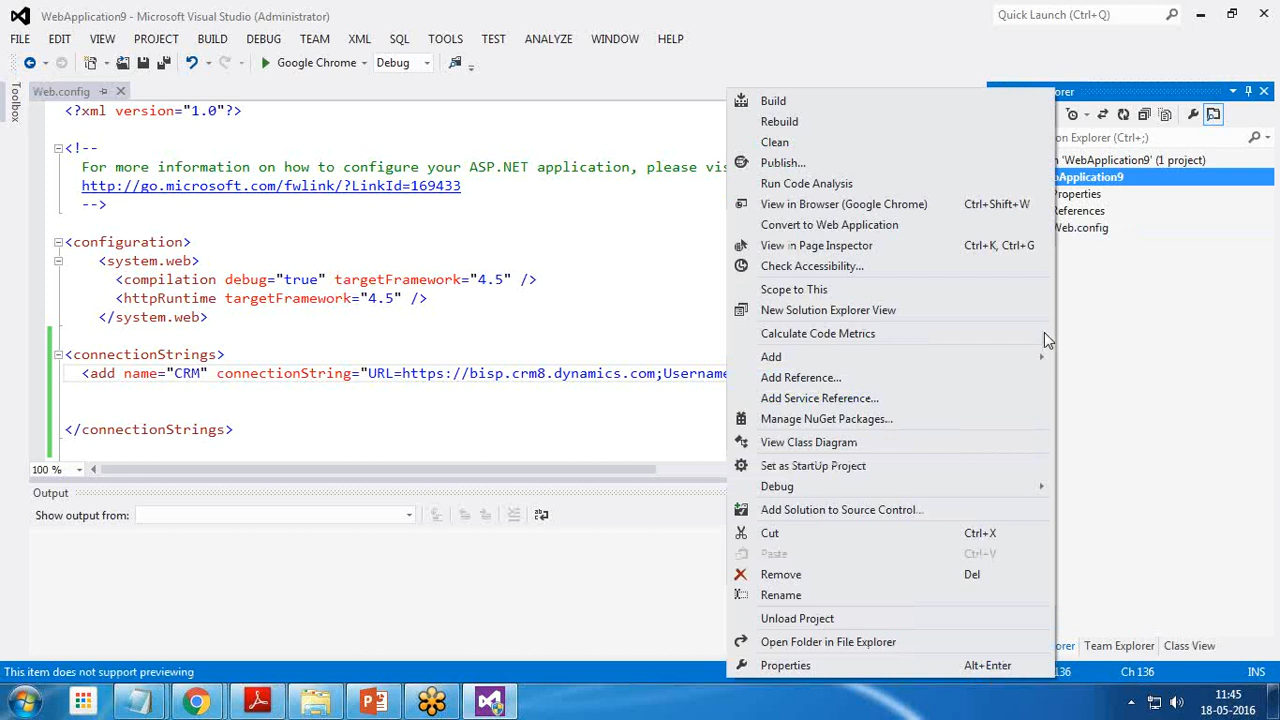 WebApplication9 - Microsoft Visual Studio (Administrator)
Quick Launch (Ctrl+Q)
FILE EDIT VIEW PROJECT BUILD DEBUG TEAM XML SQL TOOLS TEST ANALYZE WINDOW HELP
Google Chrome Debug
Toolbox
Web.config
<?xml version="1.0"?>
<!--
For more information on how to configure your ASP.NET application, please vis
http://go.microsoft.com/fwlink/?LinkId=169433
-->
<configuration>
<system.web>
<compilation debug="true" targetFramework="4.5" />
<httpRuntime targetFramework="4.5" />
</system.web>
<connectionStrings>
<add name="CRM" connectionString="URL=https://bisp.crm8.dynamics.com;Username
</connectionStrings>
100 %
Output
Show output from:
Build
Rebuild
Clean
Publish...
Run Code Analysis
View in Browser (Google Chrome) Ctrl+Shift+W
Convert to Web Application
View in Page Inspector Ctrl+K, Ctrl+G
Check Accessibility...
Scope to This
New Solution Explorer View
Calculate Code Metrics
Add
Add Reference...
Add Service Reference...
Manage NuGet Packages...
View Class Diagram
Set as StartUp Project
Debug
Add Solution to Source Control...
Cut Ctrl+X
Paste Ctrl+V
Remove Del
Rename
Unload Project
Open Folder in File Explorer
Properties Alt+Enter
orer
Explorer (Ctrl+;)
n 'WebApplication9' (1 project)
bApplication9
Properties
References
Web.config
orer Team Explorer Class View
This item does not support previewing
136 Ch 136 INS
11:45
18-05-2016